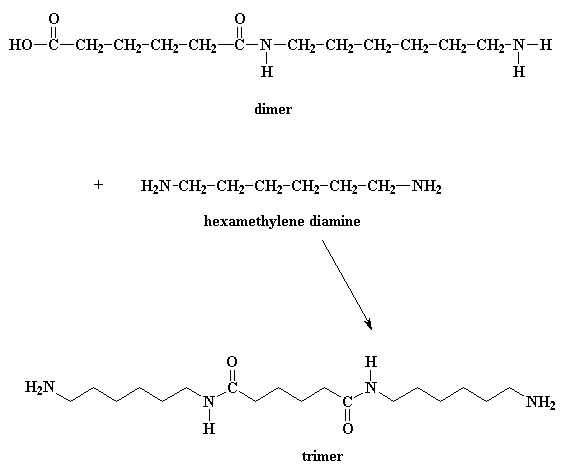 O O
HO—C—CH₂−CH₂−CH₂−CH₂—C—N—CH₂−CH₂−CH₂−CH₂−CH₂−CH₂—N—H
H H
dimer
+ H₂N−CH₂−CH₂−CH₂−CH₂−CH₂−CH₂—NH₂
hexamethylene diamine
O H
H₂N C N
N C NH₂
H O
trimer